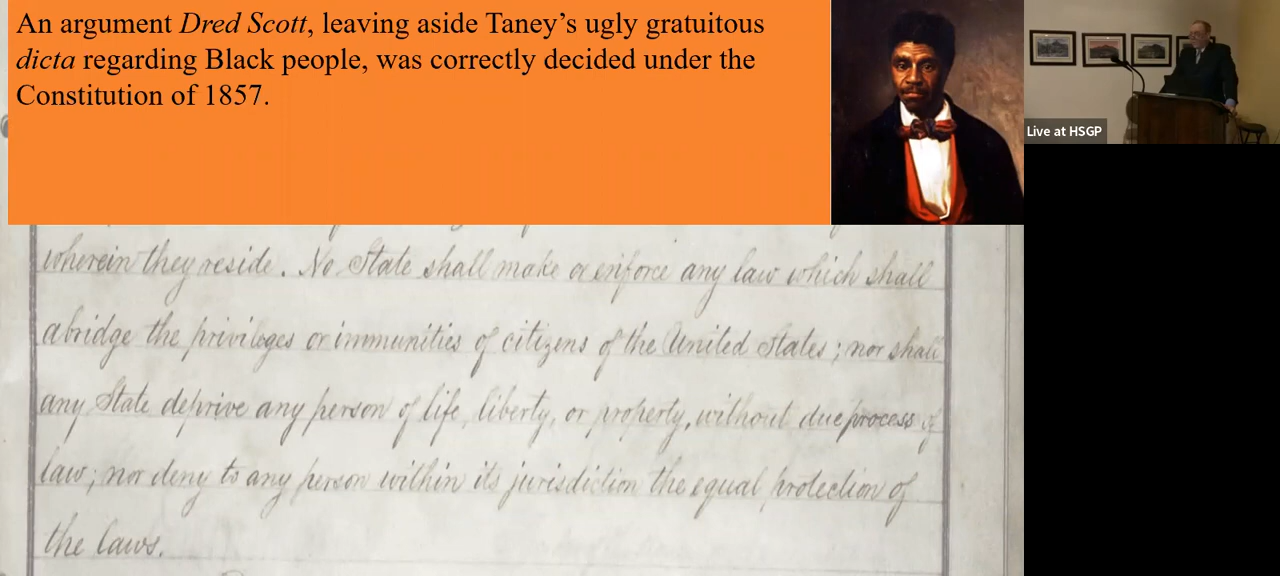 An argument Dred Scott, leaving aside Taney’s ugly gratuitous
dicta regarding Black people, was correctly decided under the
Constitution of 1857.
Live at HSGP
wherein they reside. No State shall make or enforce any law which shall
abridge the privileges or immunities of citizens of the United States; nor shall
any State deprive any person of life, liberty, or property, without due process of
law; nor deny to any person within its jurisdiction the equal protection of
the laws.